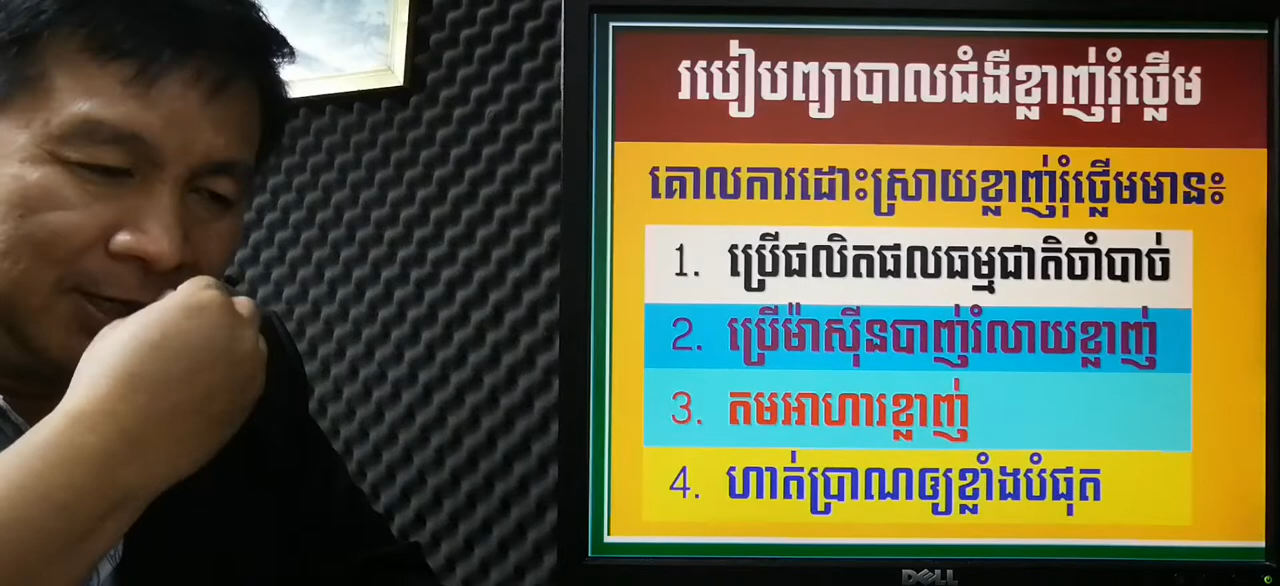 របៀបព្យាបាលជំងឺខ្លាញ់រុំថ្លើម
គោលការដោះស្រាយខ្លាញ់រុំថ្លើមមាន៖
1. ប្រើផលិតផលធម្មជាតិចាំបាច់
2. ប្រើម៉ាស៊ីនបាញ់រំលាយខ្លាញ់
3. តមអាហារខ្លាញ់
4. ហាត់ប្រាណឲ្យខ្លាំងបំផុត
DELL